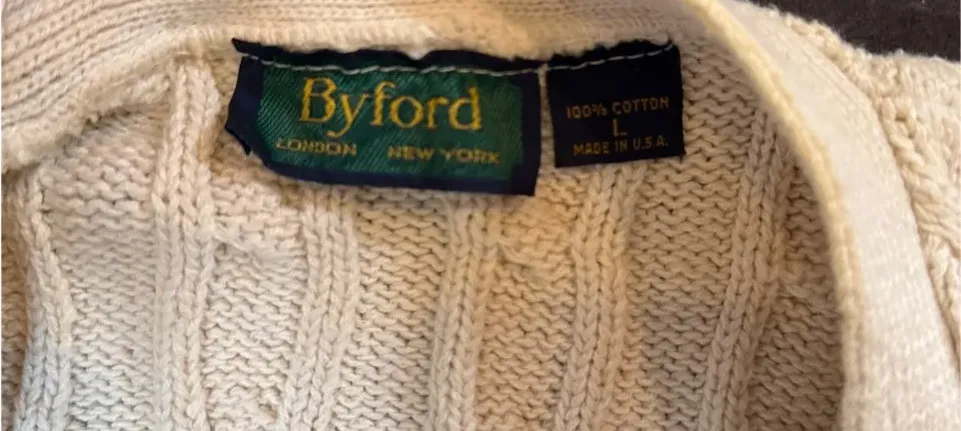 Byford
LONDON NEW YORK
100% COTTON
L
MADE IN U.S.A.